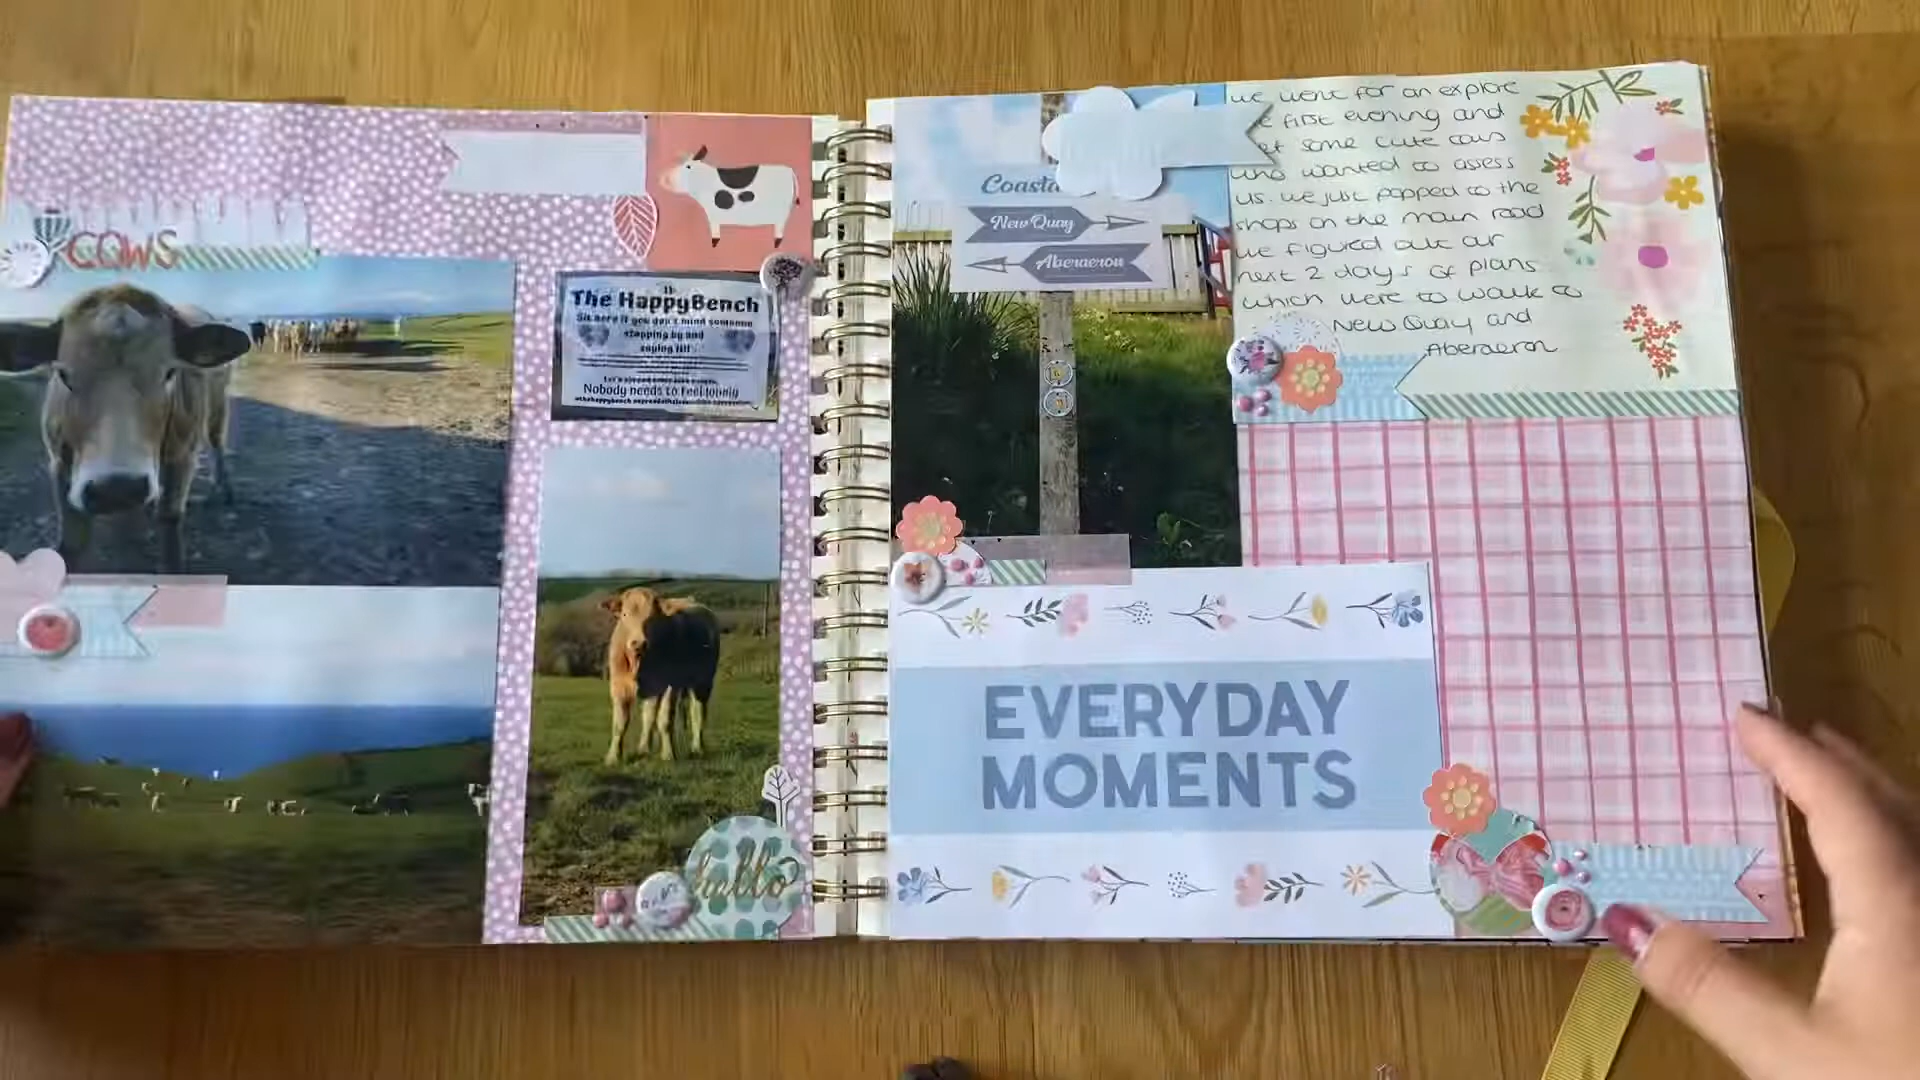 COWS
The HappyBench
Sit here if you don't mind someone
stopping by and
saying Hi!
Nobody needs to feel lonely
hello
Coasta
New Quay
Aberaeron
we went for an explore
first evening and
some cute cows
who wanted to assess
us. we just popped to the
shops on the main road
we figured out our
next 2 days of plans
which were to walk to
New Quay and
Aberaeron
EVERYDAY
MOMENTS